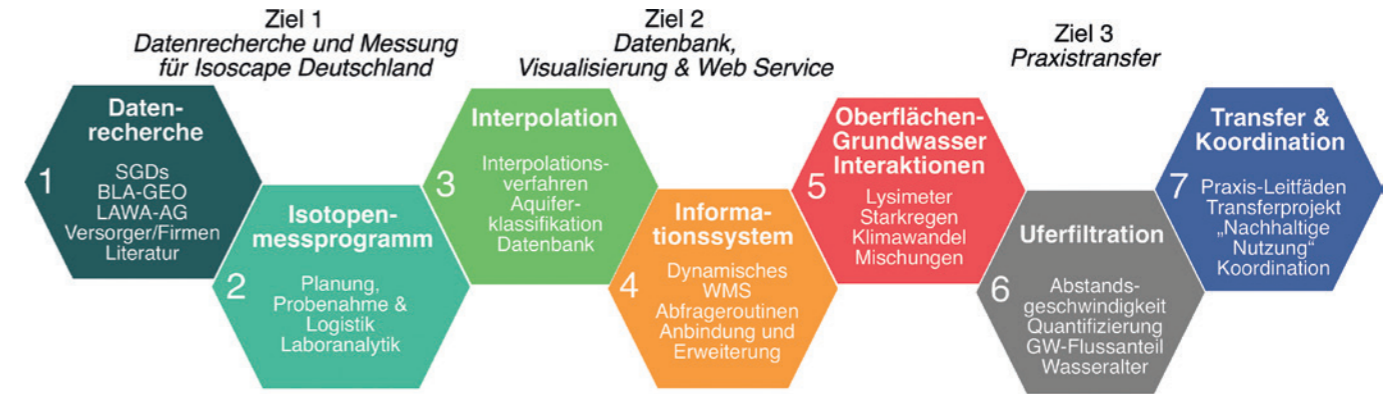 Ziel 1
Datenrecherche und Messung
für Isoscape Deutschland
Ziel 2
Datenbank,
Visualisierung & Web Service
Ziel 3
Praxistransfer
1
Daten-
recherche
SGDs
BLA-GEO
LAWA-AG
Versorger/Firmen
Literatur
2
Isotopen-
messprogramm
Planung,
Probenahme &
Logistik
Laboranalytik
3
Interpolation
Interpolations-
verfahren
Aquifer-
klassifikation
Datenbank
4
Informa-
tionssystem
Dynamisches
WMS
Abfrageroutinen
Anbindung und
Erweiterung
5
Oberflächen-
Grundwasser
Interaktionen
Lysimeter
Starkregen
Klimawandel
Mischungen
6
Uferfiltration
Abstands-
geschwindigkeit
Quantifizierung
GW-Flussanteil
Wasseralter
7
Transfer &
Koordination
Praxis-Leitfäden
Transferprojekt
„Nachhaltige
Nutzung“
Koordination